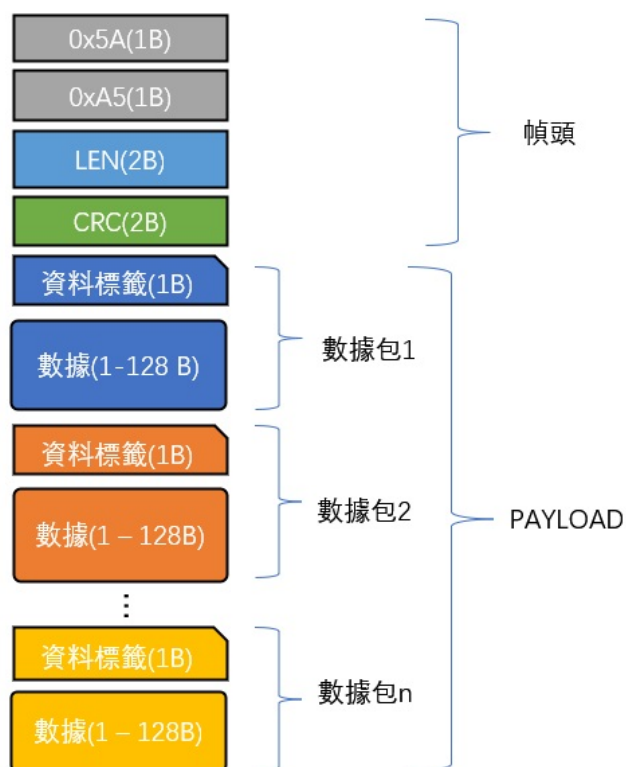 0x5A(1B)
0xA5(1B)
LEN(2B)
CRC(2B)
幀頭
資料標籤(1B)
數據(1-128 B)
數據包1
資料標籤(1B)
數據(1 – 128B)
數據包2
PAYLOAD
⋮
資料標籤(1B)
數據(1 – 128B)
數據包n